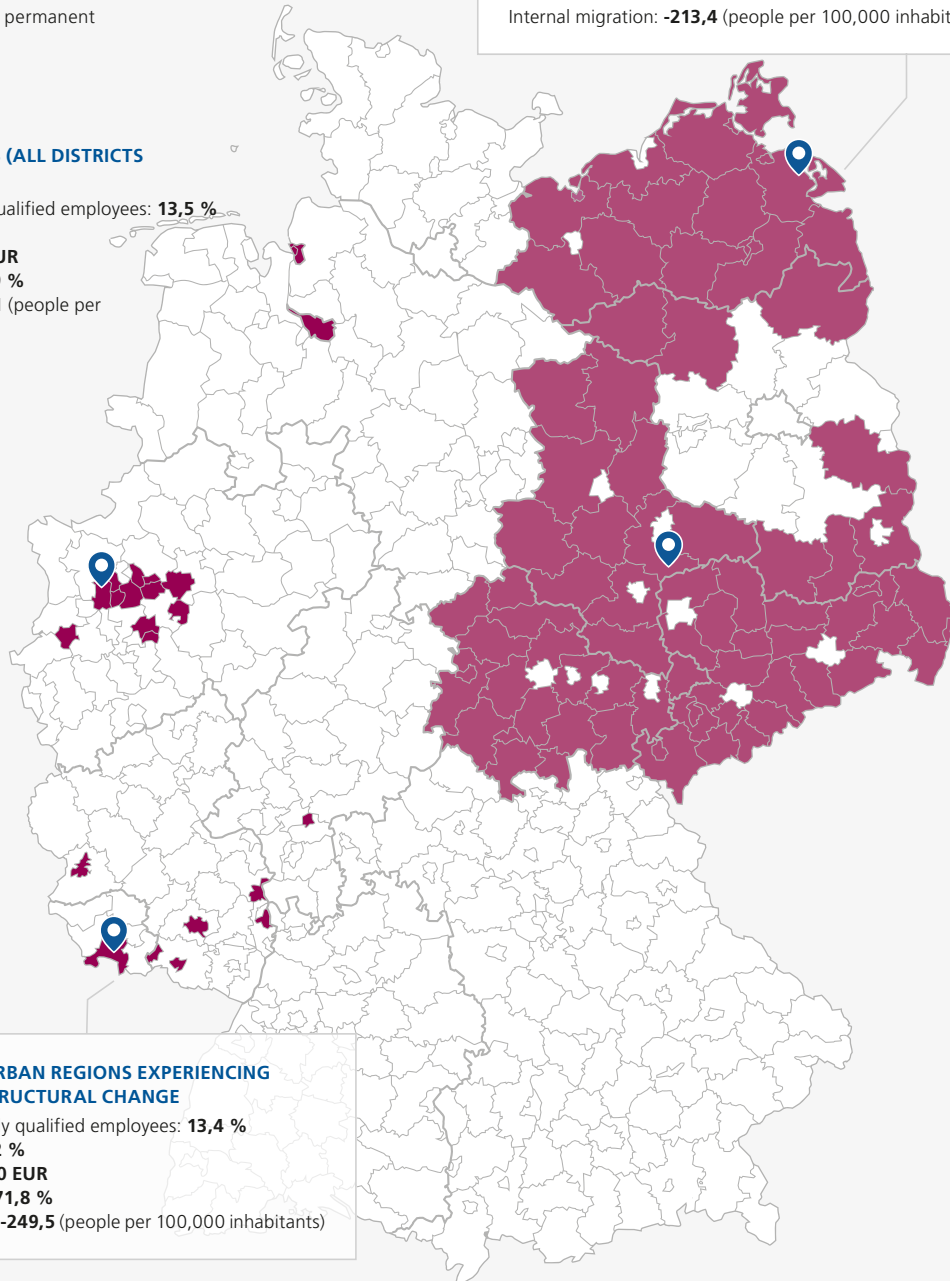 permanent
Internal migration: -213,4 (people per 100,000 inhabit
(ALL DISTRICTS
ualified employees: 13,5 %
UR
%
(people per
RBAN REGIONS EXPERIENCING
RUCTURAL CHANGE
y qualified employees: 13,4 %
%
0 EUR
71,8 %
-249,5 (people per 100,000 inhabitants)